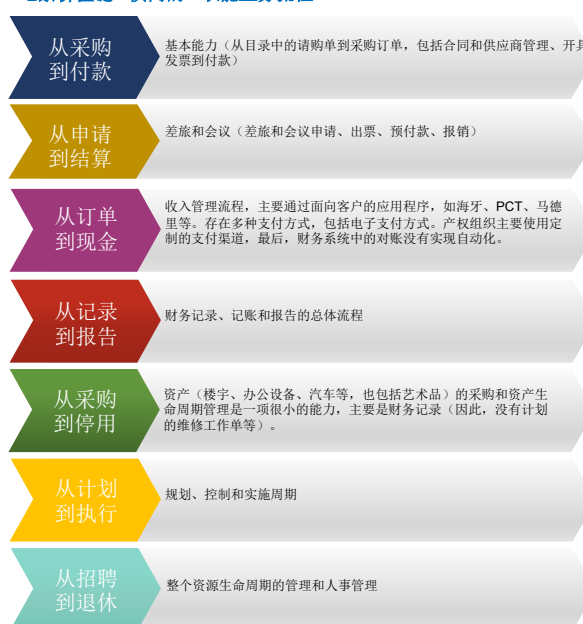 从采购
到付款
基本能力（从目录中的请购单到采购订单，包括合同和供应商管理、开具
发票到付款）
从申请
到结算
差旅和会议（差旅和会议申请、出票、预付款、报销）
从订单
到现金
收入管理流程，主要通过面向客户的应用程序，如海牙、PCT、马德
里等。存在多种支付方式，包括电子支付方式。产权组织主要使用定
制的支付渠道，最后，财务系统中的对账没有实现自动化。
从记录
到报告
财务记录、记账和报告的总体流程
从采购
到停用
资产（楼宇、办公设备、汽车等，也包括艺术品）的采购和资产生
命周期管理是一项很小的能力，主要是财务记录（因此，没有计划
的维修工作单等）。
从计划
到执行
规划、控制和实施周期
从招聘
到退休
整个资源生命周期的管理和人事管理